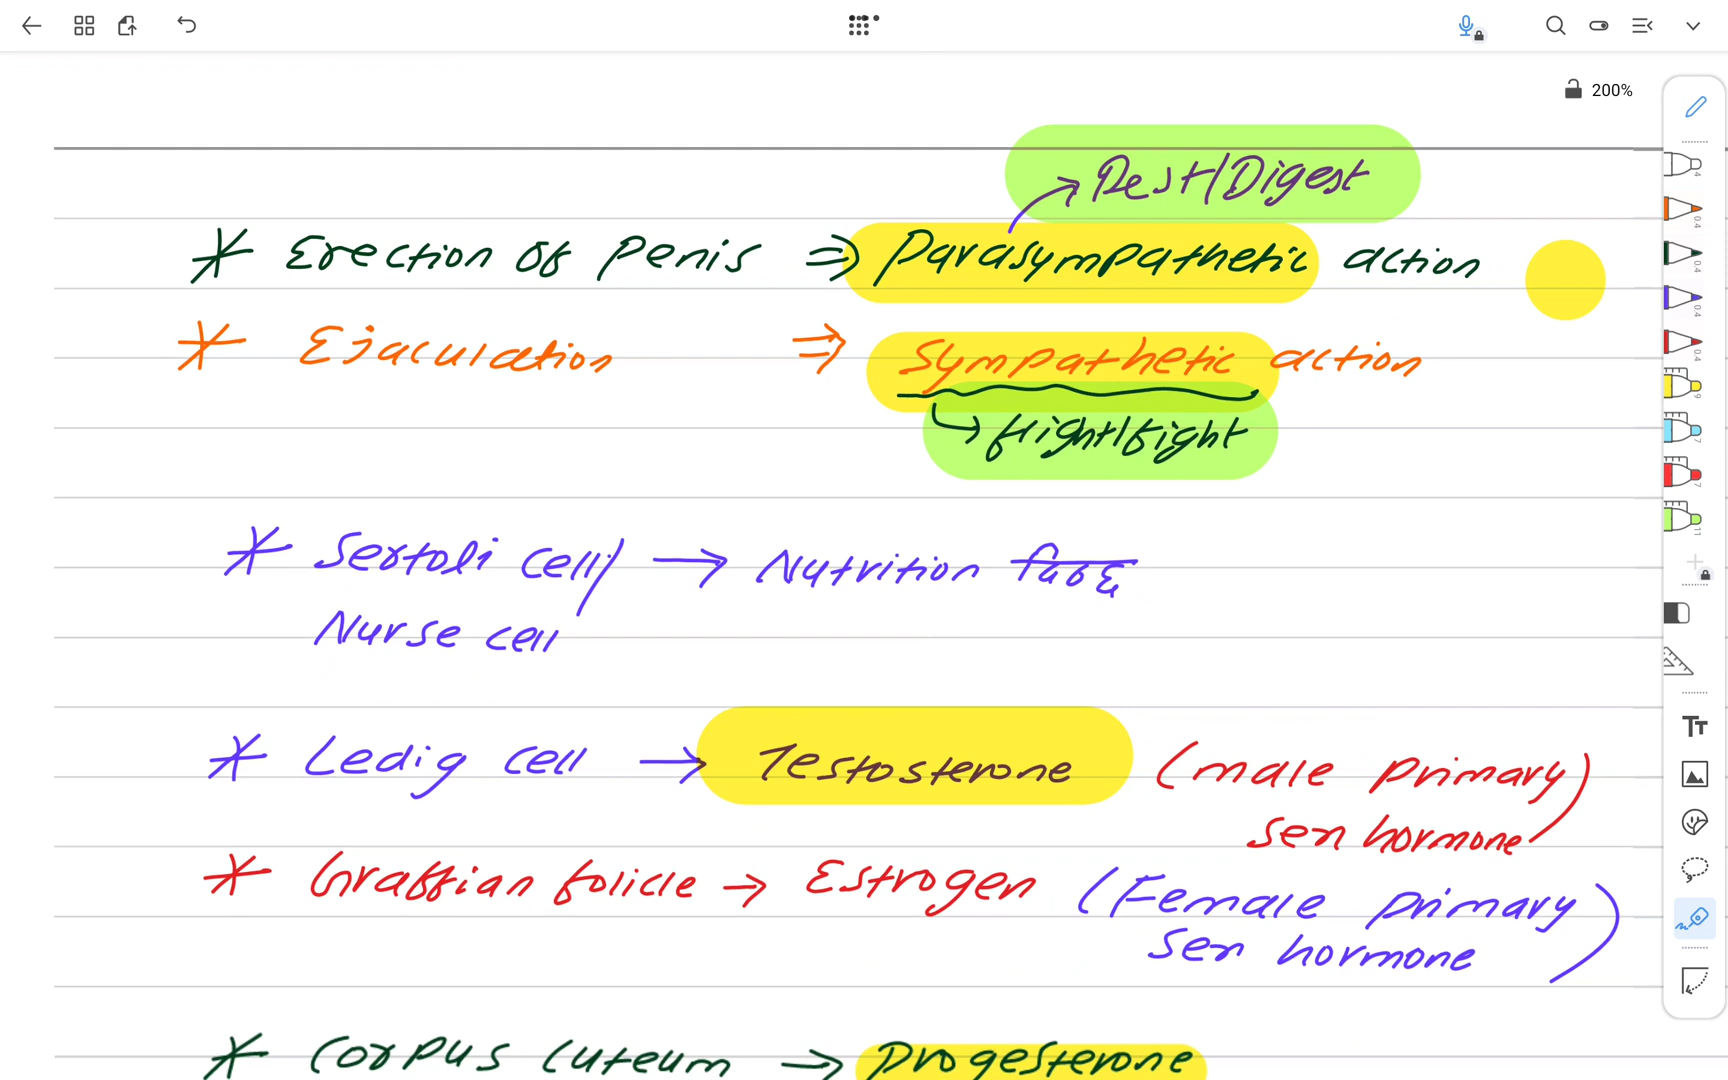 200%
Rest/Digest
* Erection of Penis ⇒ Parasympathetic action
* Ejaculation ⇒ Sympathetic action
↳ flight/fight
* Sertoli cell/ → Nutrition
Nurse cell
* Ledig cell → Testosterone (male primary
sex hormone)
* Graffian folicle → Estrogen (Female primary
sex hormone)
* Corpus luteum → Progesterone